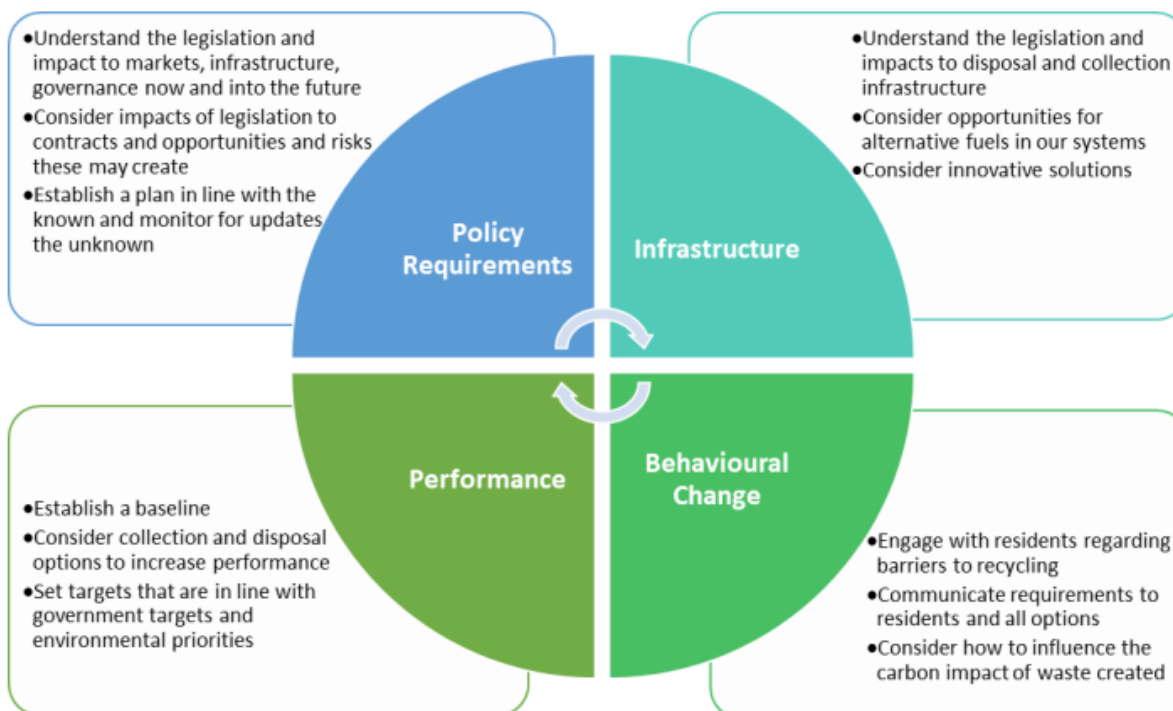 •Understand the legislation and
impact to markets, infrastructure,
governance now and into the future
•Consider impacts of legislation to
contracts and opportunities and risks
these may create
•Establish a plan in line with the
known and monitor for updates
the unknown
Policy
Requirements
•Understand the legislation and
impacts to disposal and collection
infrastructure
•Consider opportunities for
alternative fuels in our systems
•Consider innovative solutions
Infrastructure
Performance
•Establish a baseline
•Consider collection and disposal
options to increase performance
•Set targets that are in line with
government targets and
environmental priorities
Behavioural
Change
•Engage with residents regarding
barriers to recycling
•Communicate requirements to
residents and all options
•Consider how to influence the
carbon impact of waste created